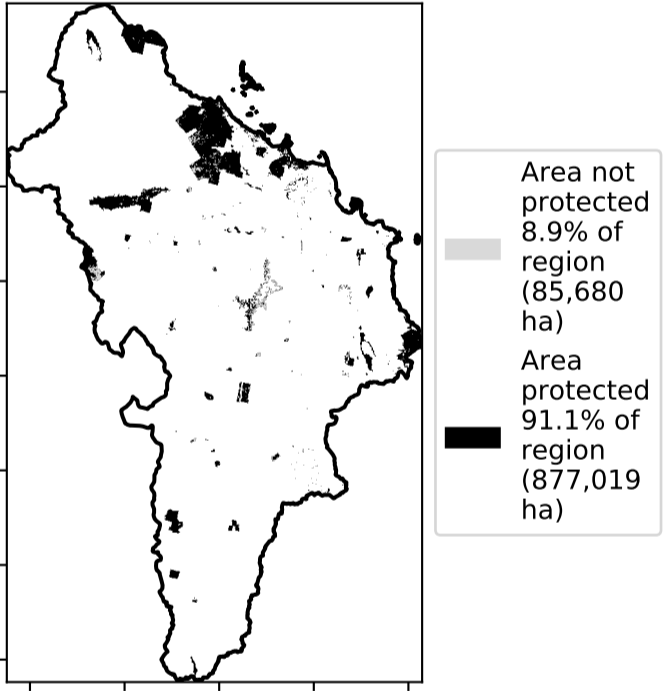 Area not
protected
8.9% of
region
(85,680
ha)
Area
protected
91.1% of
region
(877,019
ha)